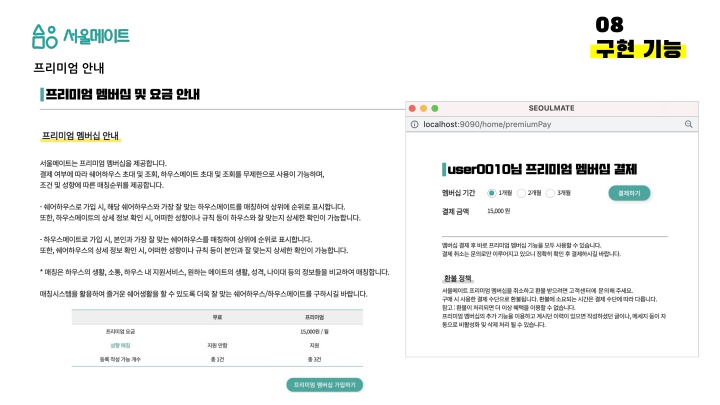 서울메이트
08
구현 기능
프리미엄 안내
프리미엄 멤버십 및 요금 안내
프리미엄 멤버십 안내
서울메이트는 프리미엄 멤버십을 제공합니다.
결제 여부에 따라 쉐어하우스 초대 및 조회, 하우스메이트 초대 및 조회를 무제한으로 사용이 가능하며,
조건 및 성향에 따른 매칭순위를 제공합니다.
- 쉐어하우스로 가입 시, 해당 쉐어하우스와 가장 잘 맞는 하우스메이트를 매칭하여 상위에 순위로 표시합니다.
또한, 하우스메이트의 상세 정보 확인 시, 어떠한 성향이나 규칙 등이 하우스와 잘 맞는지 상세한 확인이 가능합니다.
- 하우스메이트로 가입 시, 본인과 가장 잘 맞는 쉐어하우스를 매칭하여 상위에 순위로 표시합니다.
또한, 쉐어하우스의 상세 정보 확인 시, 어떠한 성향이나 규칙 등이 본인과 잘 맞는지 상세한 확인이 가능합니다.
* 매칭은 하우스의 생활, 소통, 하우스 내 지원서비스, 원하는 메이트의 생활, 성격, 나이대 등의 정보들을 비교하여 매칭합니다.
매칭시스템을 활용하여 즐거운 쉐어생활을 할 수 있도록 더욱 잘 맞는 쉐어하우스/하우스메이트를 구하시길 바랍니다.
무료 프리미엄
프리미엄 요금 15,000원 / 월
성향 매칭 지원 안함 지원
등록 작성 가능 개수 총 1건 총 3건
프리미엄 멤버십 가입하기
SEOULMATE
localhost:9090/home/premiumPay
user0010님 프리미엄 멤버십 결제
멤버십 기간 1개월 2개월 3개월 결제하기
결제 금액 15,000 원
멤버십 결제 후 바로 프리미엄 멤버십 기능을 모두 사용할 수 있습니다.
결제 취소는 문의로만 이루어지고 있으니 정확히 확인 후 결제하시길 바랍니다.
환불 정책
서울메이트 프리미엄 멤버십을 취소하고 환불 받으려면 고객센터에 문의해 주세요.
구매 시 사용한 결제 수단으로 환불됩니다. 환불에 소요되는 시간은 결제 수단에 따라 다릅니다.
참고 : 환불이 처리되면 더 이상 혜택을 이용할 수 없습니다.
프리미엄 멤버십의 추가 기능을 이용하여 게시된 이력이 있으면 작성하셨던 글이나, 메세지 등이 자
동으로 비활성화 및 삭제 처리 될 수 있습니다.